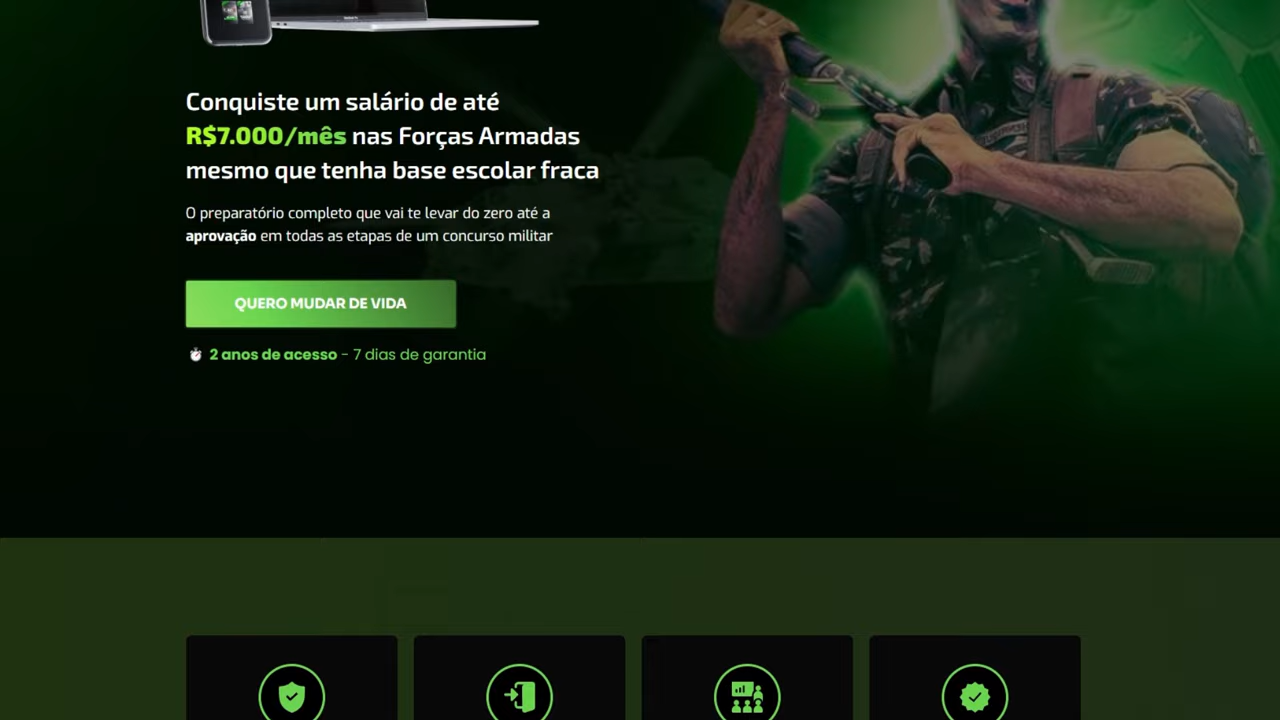 Conquiste um salário de até
R$7.000/mês nas Forças Armadas
mesmo que tenha base escolar fraca
O preparatório completo que vai te levar do zero até a
aprovação em todas as etapas de um concurso militar
QUERO MUDAR DE VIDA
2 anos de acesso - 7 dias de garantia